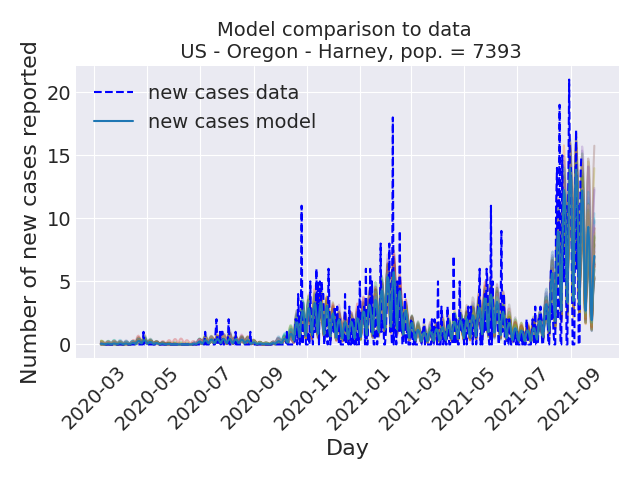 Model comparison to data
US - Oregon - Harney, pop. = 7393
Number of new cases reported
20
15
10
5
0
new cases data
new cases model
2020-03
2020-05
2020-07
2020-09
2020-11
2021-01
2021-03
2021-05
2021-07
2021-09
Day